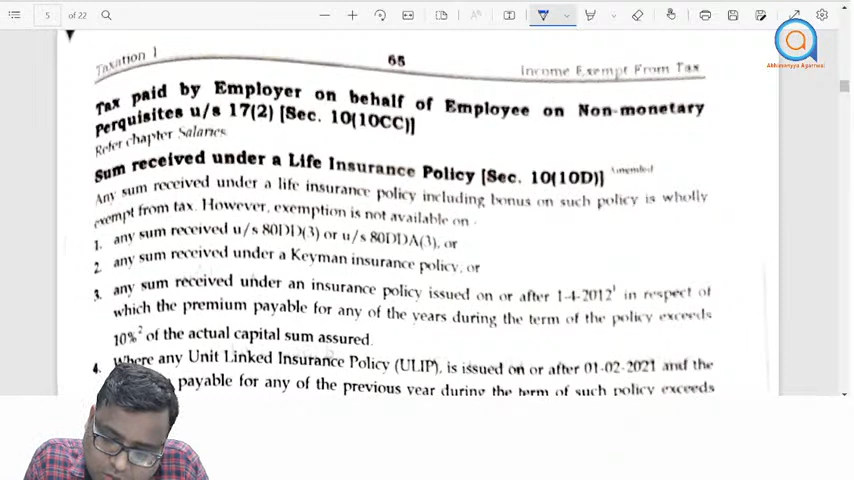 5 of 22
Abhimanyyu Agarrwal
Taxation 1 65 Income Exempt From Tax
Tax paid by Employer on behalf of Employee on Non-monetary
Perquisites u/s 17(2) [Sec. 10(10CC)]
Refer chapter Salaries
Sum received under a Life Insurance Policy [Sec. 10(10D)] Amended
Any sum received under a life insurance policy including bonus on such policy is wholly
exempt from tax. However, exemption is not available on -
1. any sum received u/s 80DD(3) or u/s 80DDA(3), or
2. any sum received under a Keyman insurance policy, or
3. any sum received under an insurance policy issued on or after 1-4-2012¹ in respect of
which the premium payable for any of the years during the term of the policy exceeds
10%² of the actual capital sum assured.
4. Where any Unit Linked Insurance Policy (ULIP), is issued on or after 01-02-2021 and the
payable for any of the previous year during the term of such policy exceeds